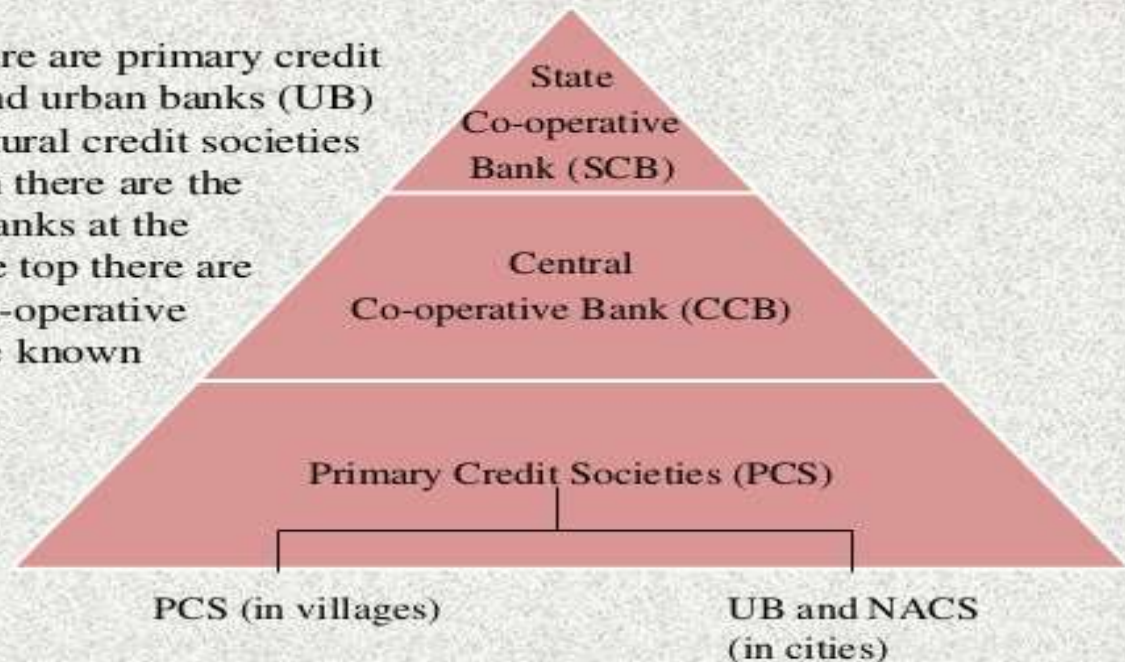 re are primary credit
nd urban banks (UB)
tural credit societies
n there are the
anks at the
e top there are
-operative
e known
State
Co-operative
Bank (SCB)
Central
Co-operative Bank (CCB)
Primary Credit Societies (PCS)
PCS (in villages)
UB and NACS
(in cities)